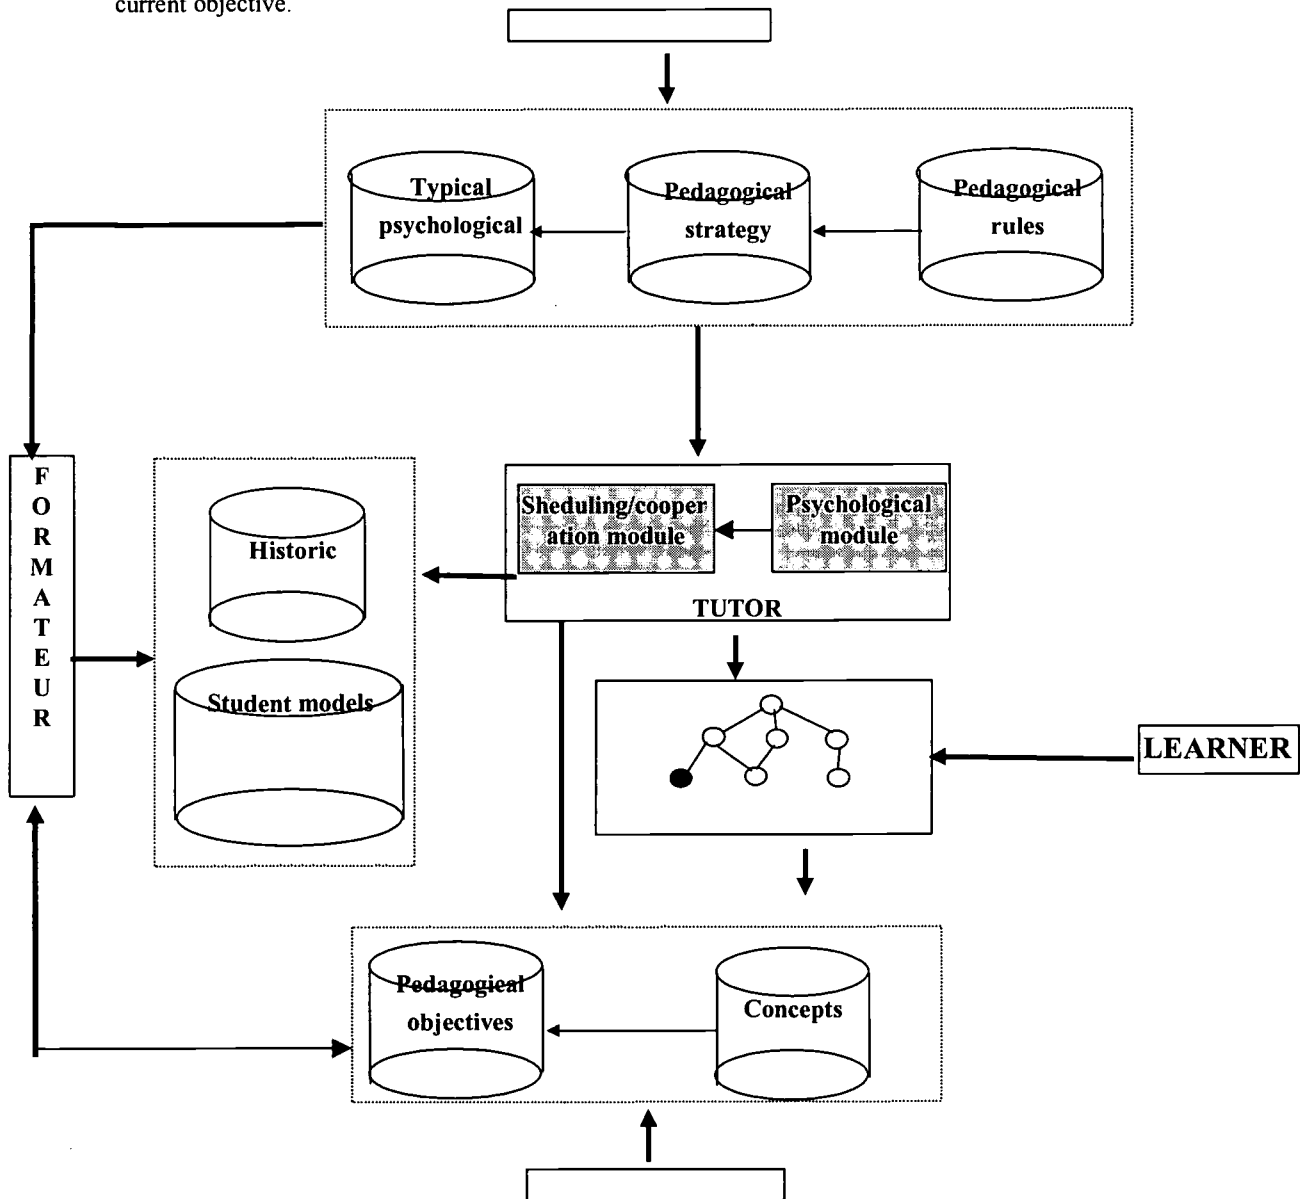 current objective.
Typical
psychological
Pedagogical
strategy
Pedagogical
rules
F
O
R
M
A
T
E
U
R
Historic
Student models
Sheduling/cooper
ation module
Psychological
module
TUTOR
LEARNER
Pedagogical
objectives
Concepts